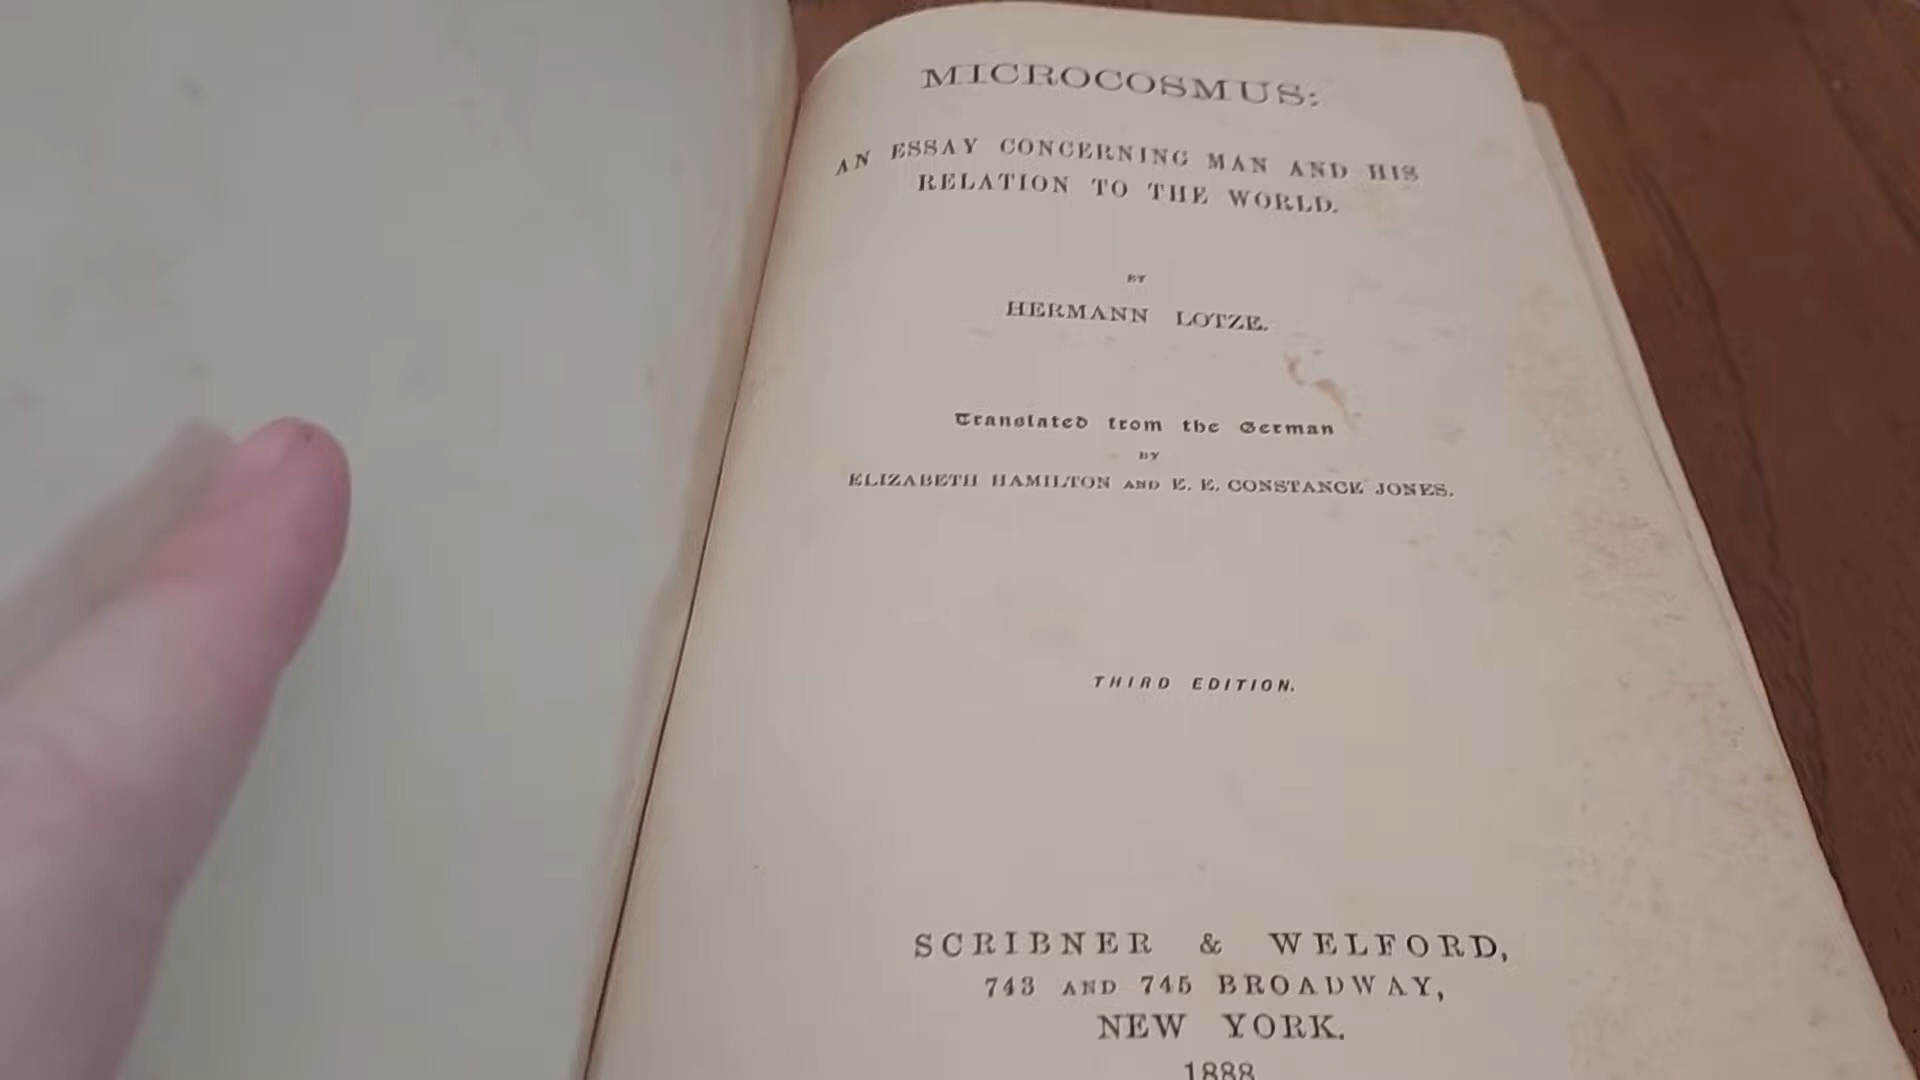 MICROCOSMUS:
AN ESSAY CONCERNING MAN AND HIS
RELATION TO THE WORLD.
BY
HERMANN LOTZE.
Translated from the German
BY
ELIZABETH HAMILTON AND E. E. CONSTANCE JONES.
THIRD EDITION.
SCRIBNER & WELFORD,
743 AND 745 BROADWAY,
NEW YORK.
1888